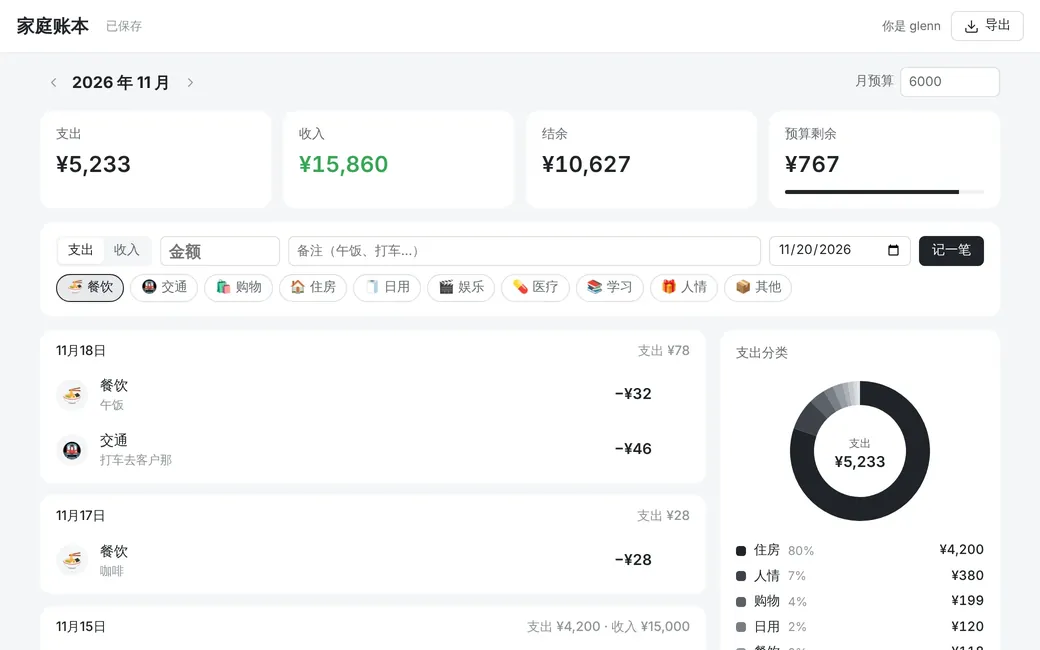 家庭账本 已保存 你是 glenn 导出
2026 年 11 月 月预算 6000
支出 收入 结余 预算剩余
¥5,233 ¥15,860 ¥10,627 ¥767
支出 收入 金额 备注（午饭、打车...） 11/20/2026 记一笔
餐饮 交通 购物 住房 日用 娱乐 医疗 学习 人情 其他
11月18日 支出 ¥78
餐饮
午饭
−¥32
交通
打车去客户那
−¥46
11月17日 支出 ¥28
餐饮
咖啡
−¥28
11月15日 支出 ¥4,200 · 收入 ¥15,000
支出分类
支出
¥5,233
住房 80% ¥4,200
人情 7% ¥380
购物 4% ¥199
日用 2% ¥120